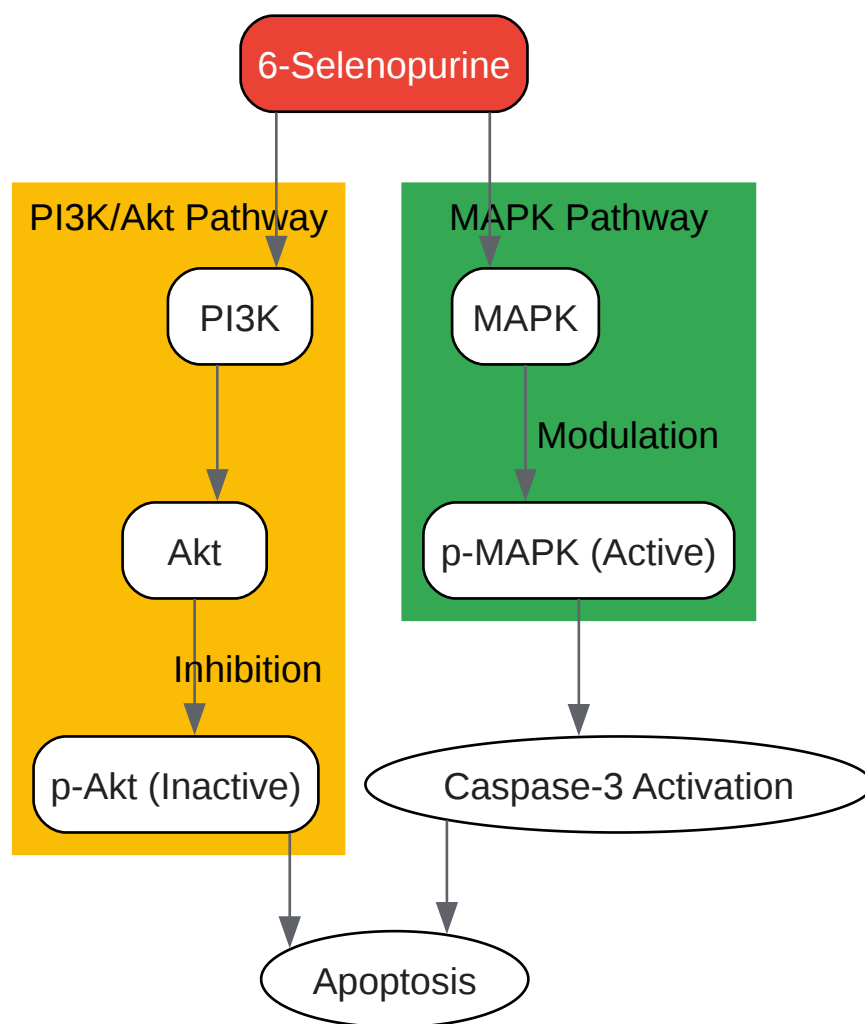 6-Selenopurine
PI3K/Akt Pathway
MAPK Pathway
PI3K
MAPK
Modulation
Akt
p-MAPK (Active)
Inhibition
p-Akt (Inactive)
Caspase-3 Activation
Apoptosis